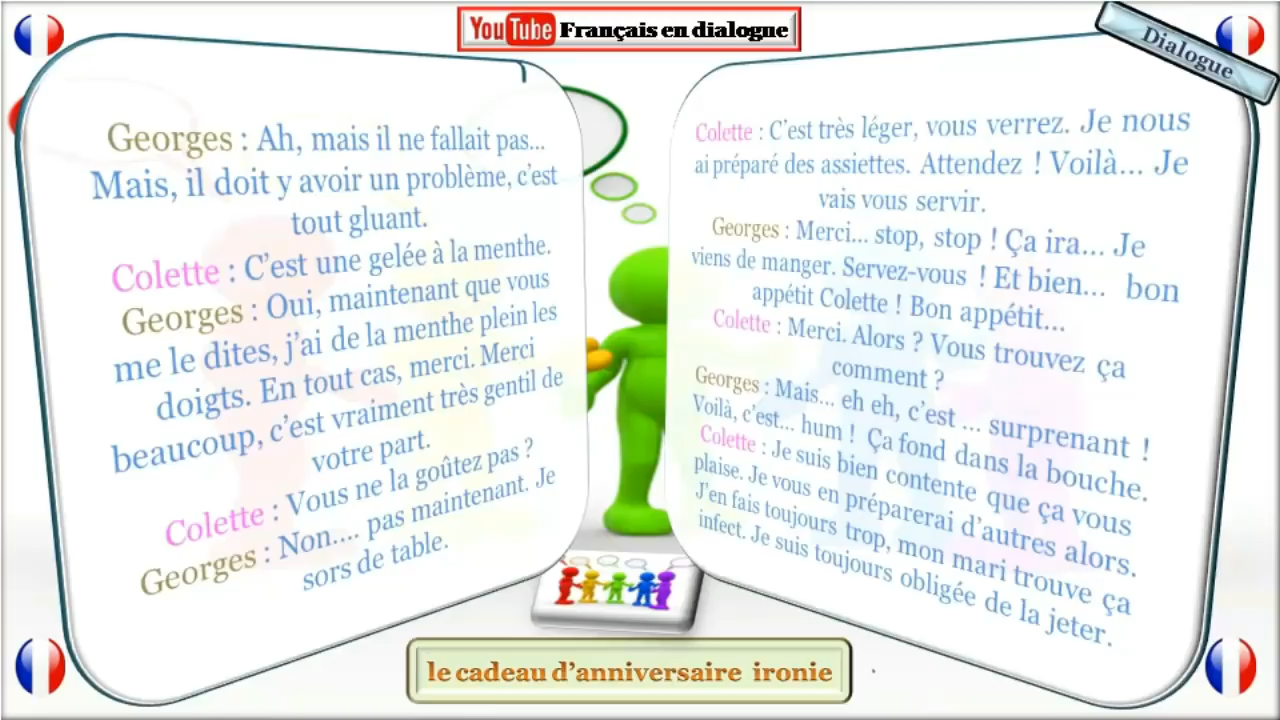 YouTube Français en dialogue
Dialogue
Georges : Ah, mais il ne fallait pas...
Mais, il doit y avoir un problème, c’est
tout gluant.
Colette : C’est une gelée à la menthe.
Georges : Oui, maintenant que vous
me le dites, j’ai de la menthe plein les
doigts. En tout cas, merci. Merci
beaucoup, c’est vraiment très gentil de
votre part.
Colette : Vous ne la goûtez pas ?
Georges : Non.... pas maintenant. Je
sors de table.
Colette : C’est très léger, vous verrez. Je nous
ai préparé des assiettes. Attendez ! Voilà... Je
vais vous servir.
Georges : Merci... stop, stop ! Ça ira... Je
viens de manger. Servez-vous ! Et bien... bon
appétit Colette ! Bon appétit...
Colette : Merci. Alors ? Vous trouvez ça
comment ?
Georges : Mais... eh eh, c’est ... surprenant !
Voilà, c’est... hum ! Ça fond dans la bouche.
Colette : Je suis bien contente que ça vous
plaise. Je vous en préparerai d’autres alors.
J’en fais toujours trop, mon mari trouve ça
infect. Je suis toujours obligée de la jeter.
le cadeau d’anniversaire ironie